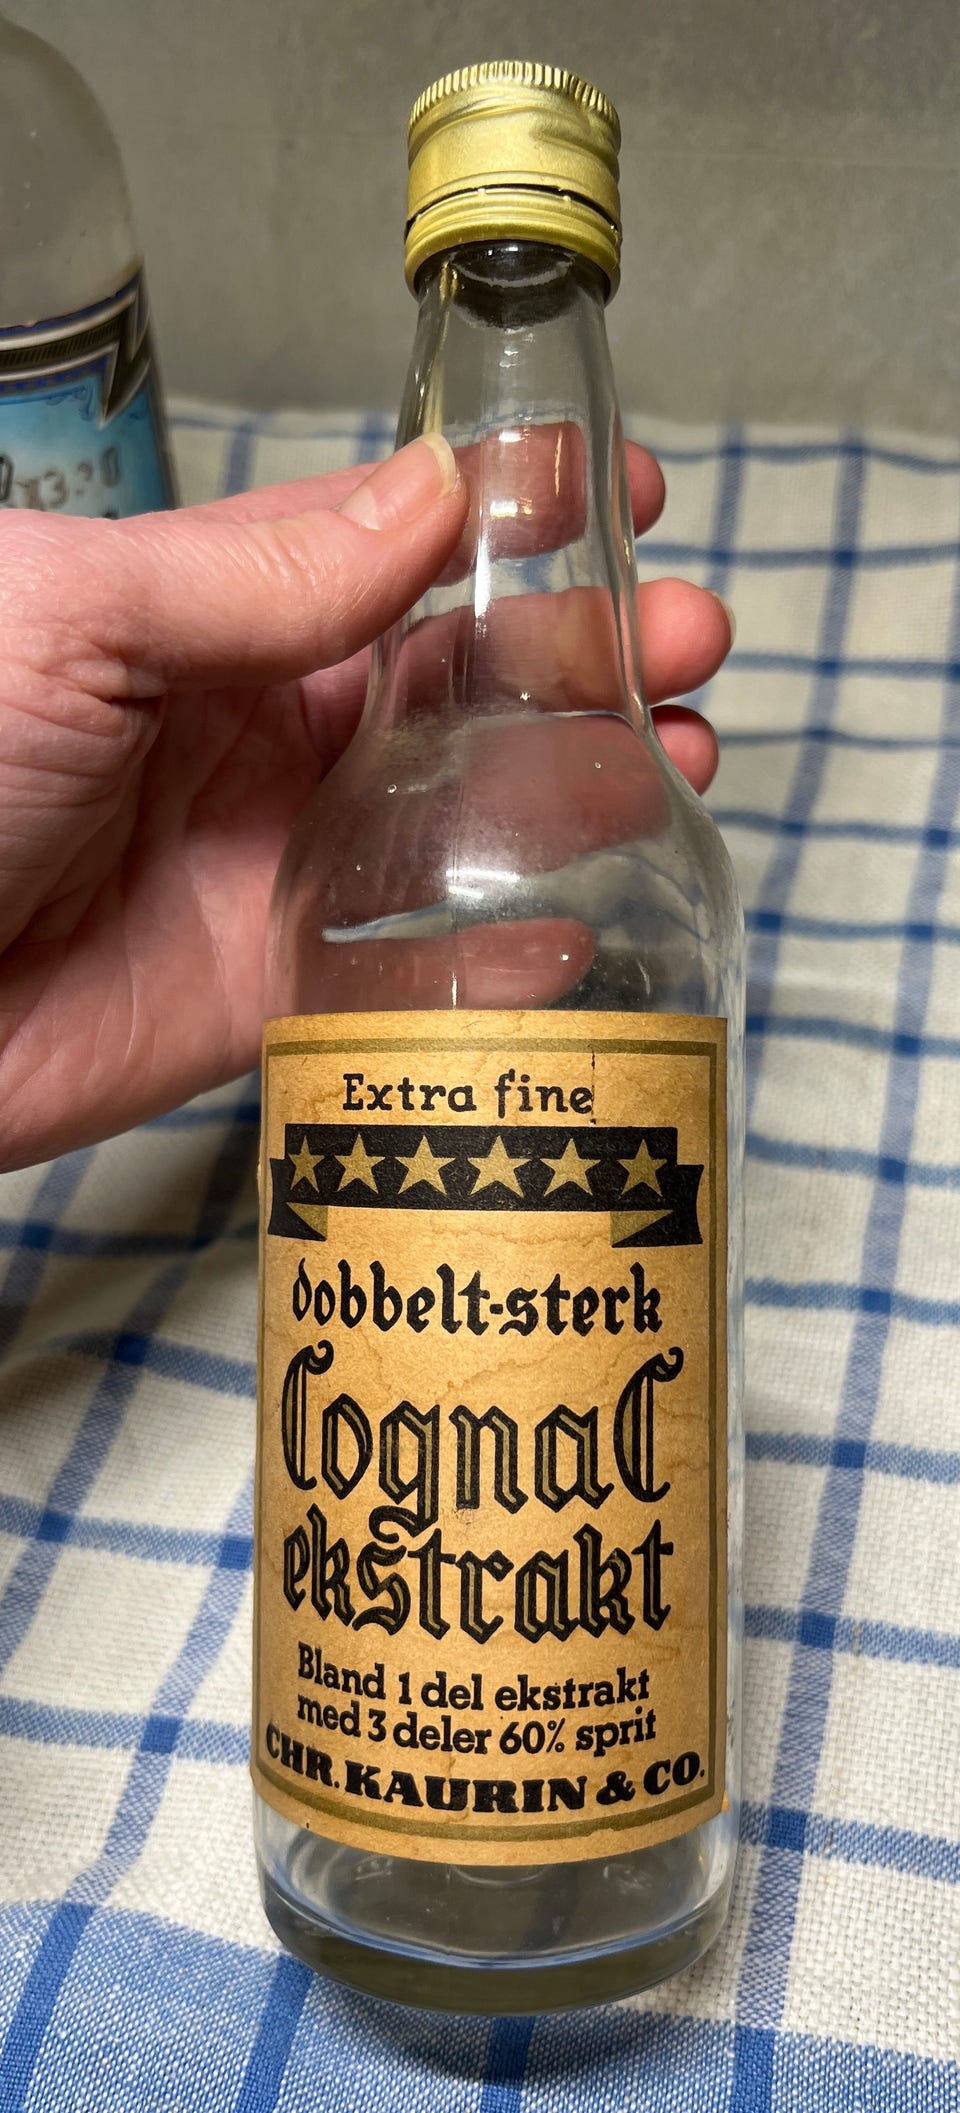 Extra fine
dobbelt-sterk
CognaC
ekStrakt
Bland 1 del ekstrakt
med 3 deler 60% sprit
CHR. KAURIN & CO.